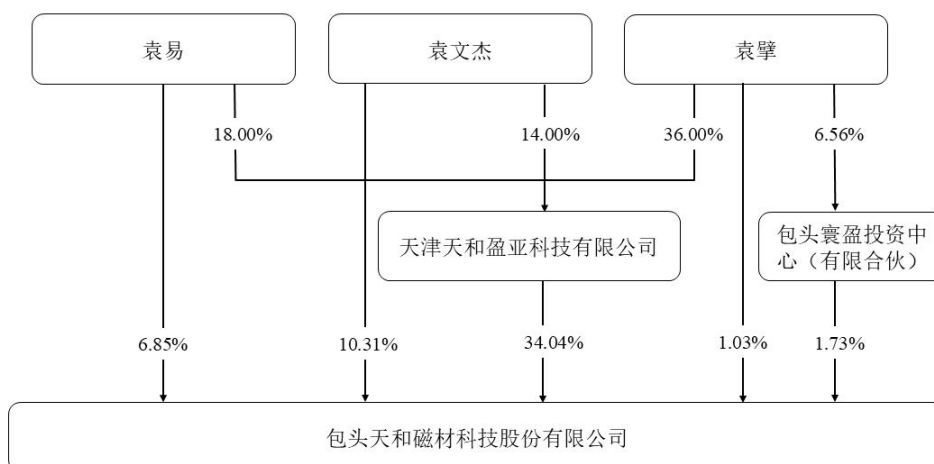 袁易
袁文杰
袁擘
18.00%
14.00%
36.00%
6.56%
天津天和盈亚科技有限公司
包头寰盈投资中
心（有限合伙）
6.85%
10.31%
34.04%
1.03%
1.73%
包头天和磁材科技股份有限公司